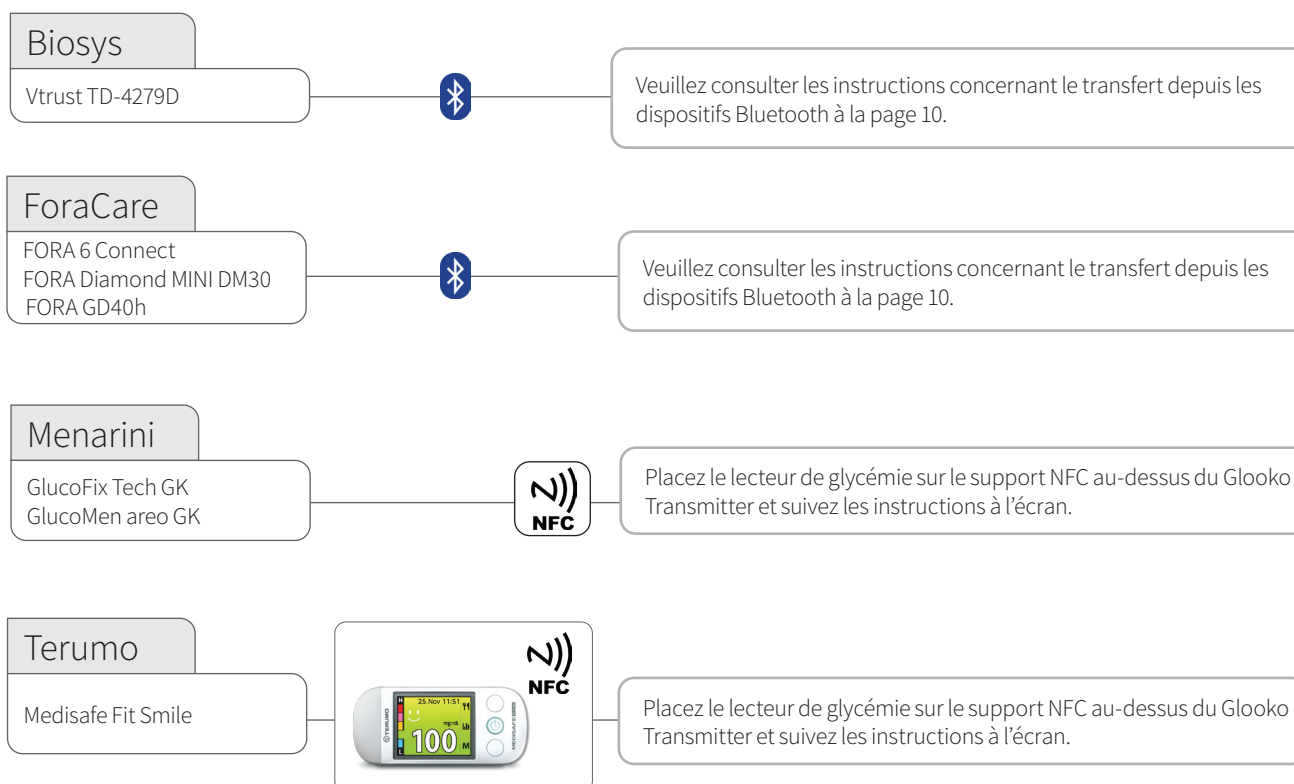 Biosys
Vtrust TD-4279D
Veuillez consulter les instructions concernant le transfert depuis les
dispositifs Bluetooth à la page 10.
ForaCare
FORA 6 Connect
FORA Diamond MINI DM30
FORA GD40h
Veuillez consulter les instructions concernant le transfert depuis les
dispositifs Bluetooth à la page 10.
Menarini
GlucoFix Tech GK
GlucoMen areo GK
NFC
Placez le lecteur de glycémie sur le support NFC au-dessus du Glooko
Transmitter et suivez les instructions à l’écran.
Terumo
Medisafe Fit Smile
NFC
TERUMO
H
L
25.Nov 11:51
mg/dL
100
M
MEDISAFE
Placez le lecteur de glycémie sur le support NFC au-dessus du Glooko
Transmitter et suivez les instructions à l’écran.